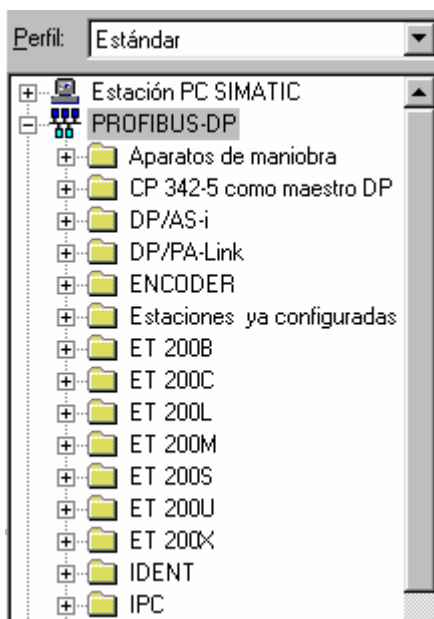 Perfil: Estándar
Estación PC SIMATIC
PROFIBUS-DP
Aparatos de maniobra
CP 342-5 como maestro DP
DP/AS-i
DP/PA-Link
ENCODER
Estaciones ya configuradas
ET 200B
ET 200C
ET 200L
ET 200M
ET 200S
ET 200U
ET 200X
IDENT
IPC